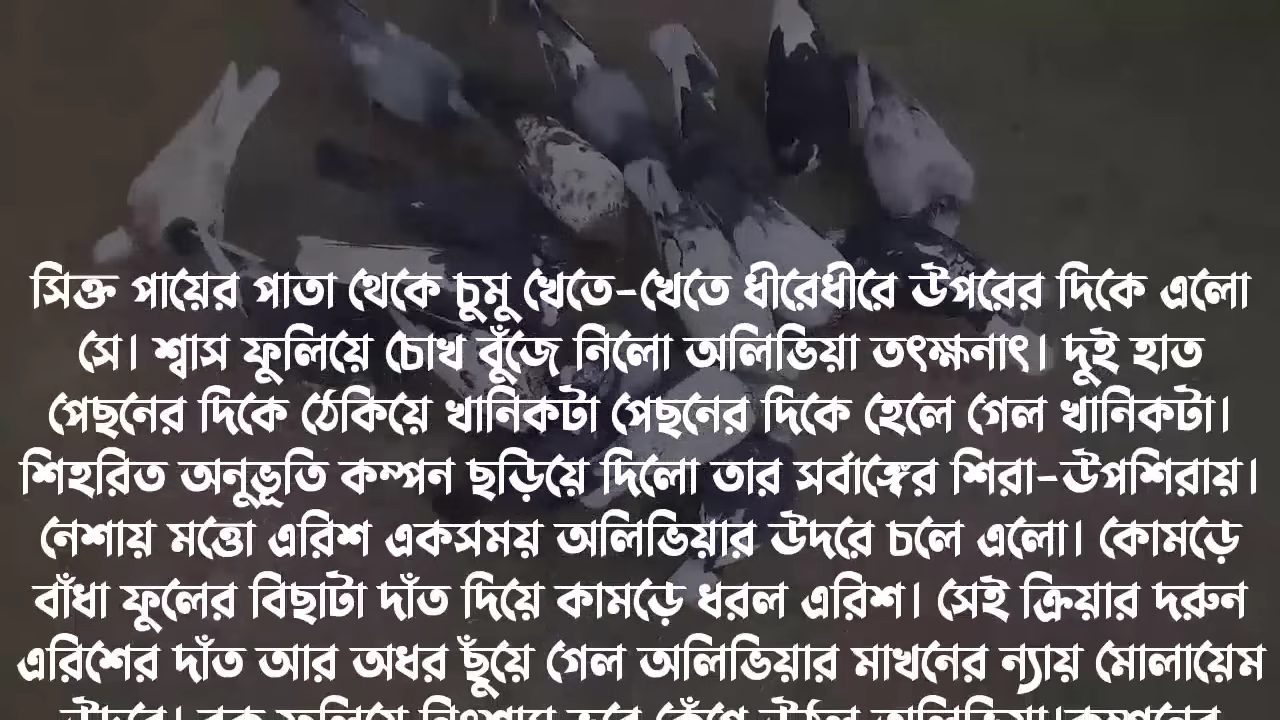 সিক্ত পায়ের পাতা থেকে চুমু খেতে-খেতে ধীরেধীরে উপরের দিকে এলো
সে। শ্বাস ফুলিয়ে চোখ বুঁজে নিলো অলিভিয়া তৎক্ষনাৎ। দুই হাত
পেছনের দিকে ঠেকিয়ে খানিকটা পেছনের দিকে হেলে গেল খানিকটা।
শিহরিত অনুভূতি কম্পন ছড়িয়ে দিলো তার সর্বাঙ্গের শিরা-উপশিরায়।
নেশায় মত্তো এরিশ একসময় অলিভিয়ার উদরে চলে এলো। কোমড়ে
বাঁধা ফুলের বিছাটা দাঁত দিয়ে কামড়ে ধরল এরিশ। সেই ক্রিয়ার দরুন
এরিশের দাঁত আর অধর ছুঁয়ে গেল অলিভিয়ার মাখনের ন্যায় মোলায়েম